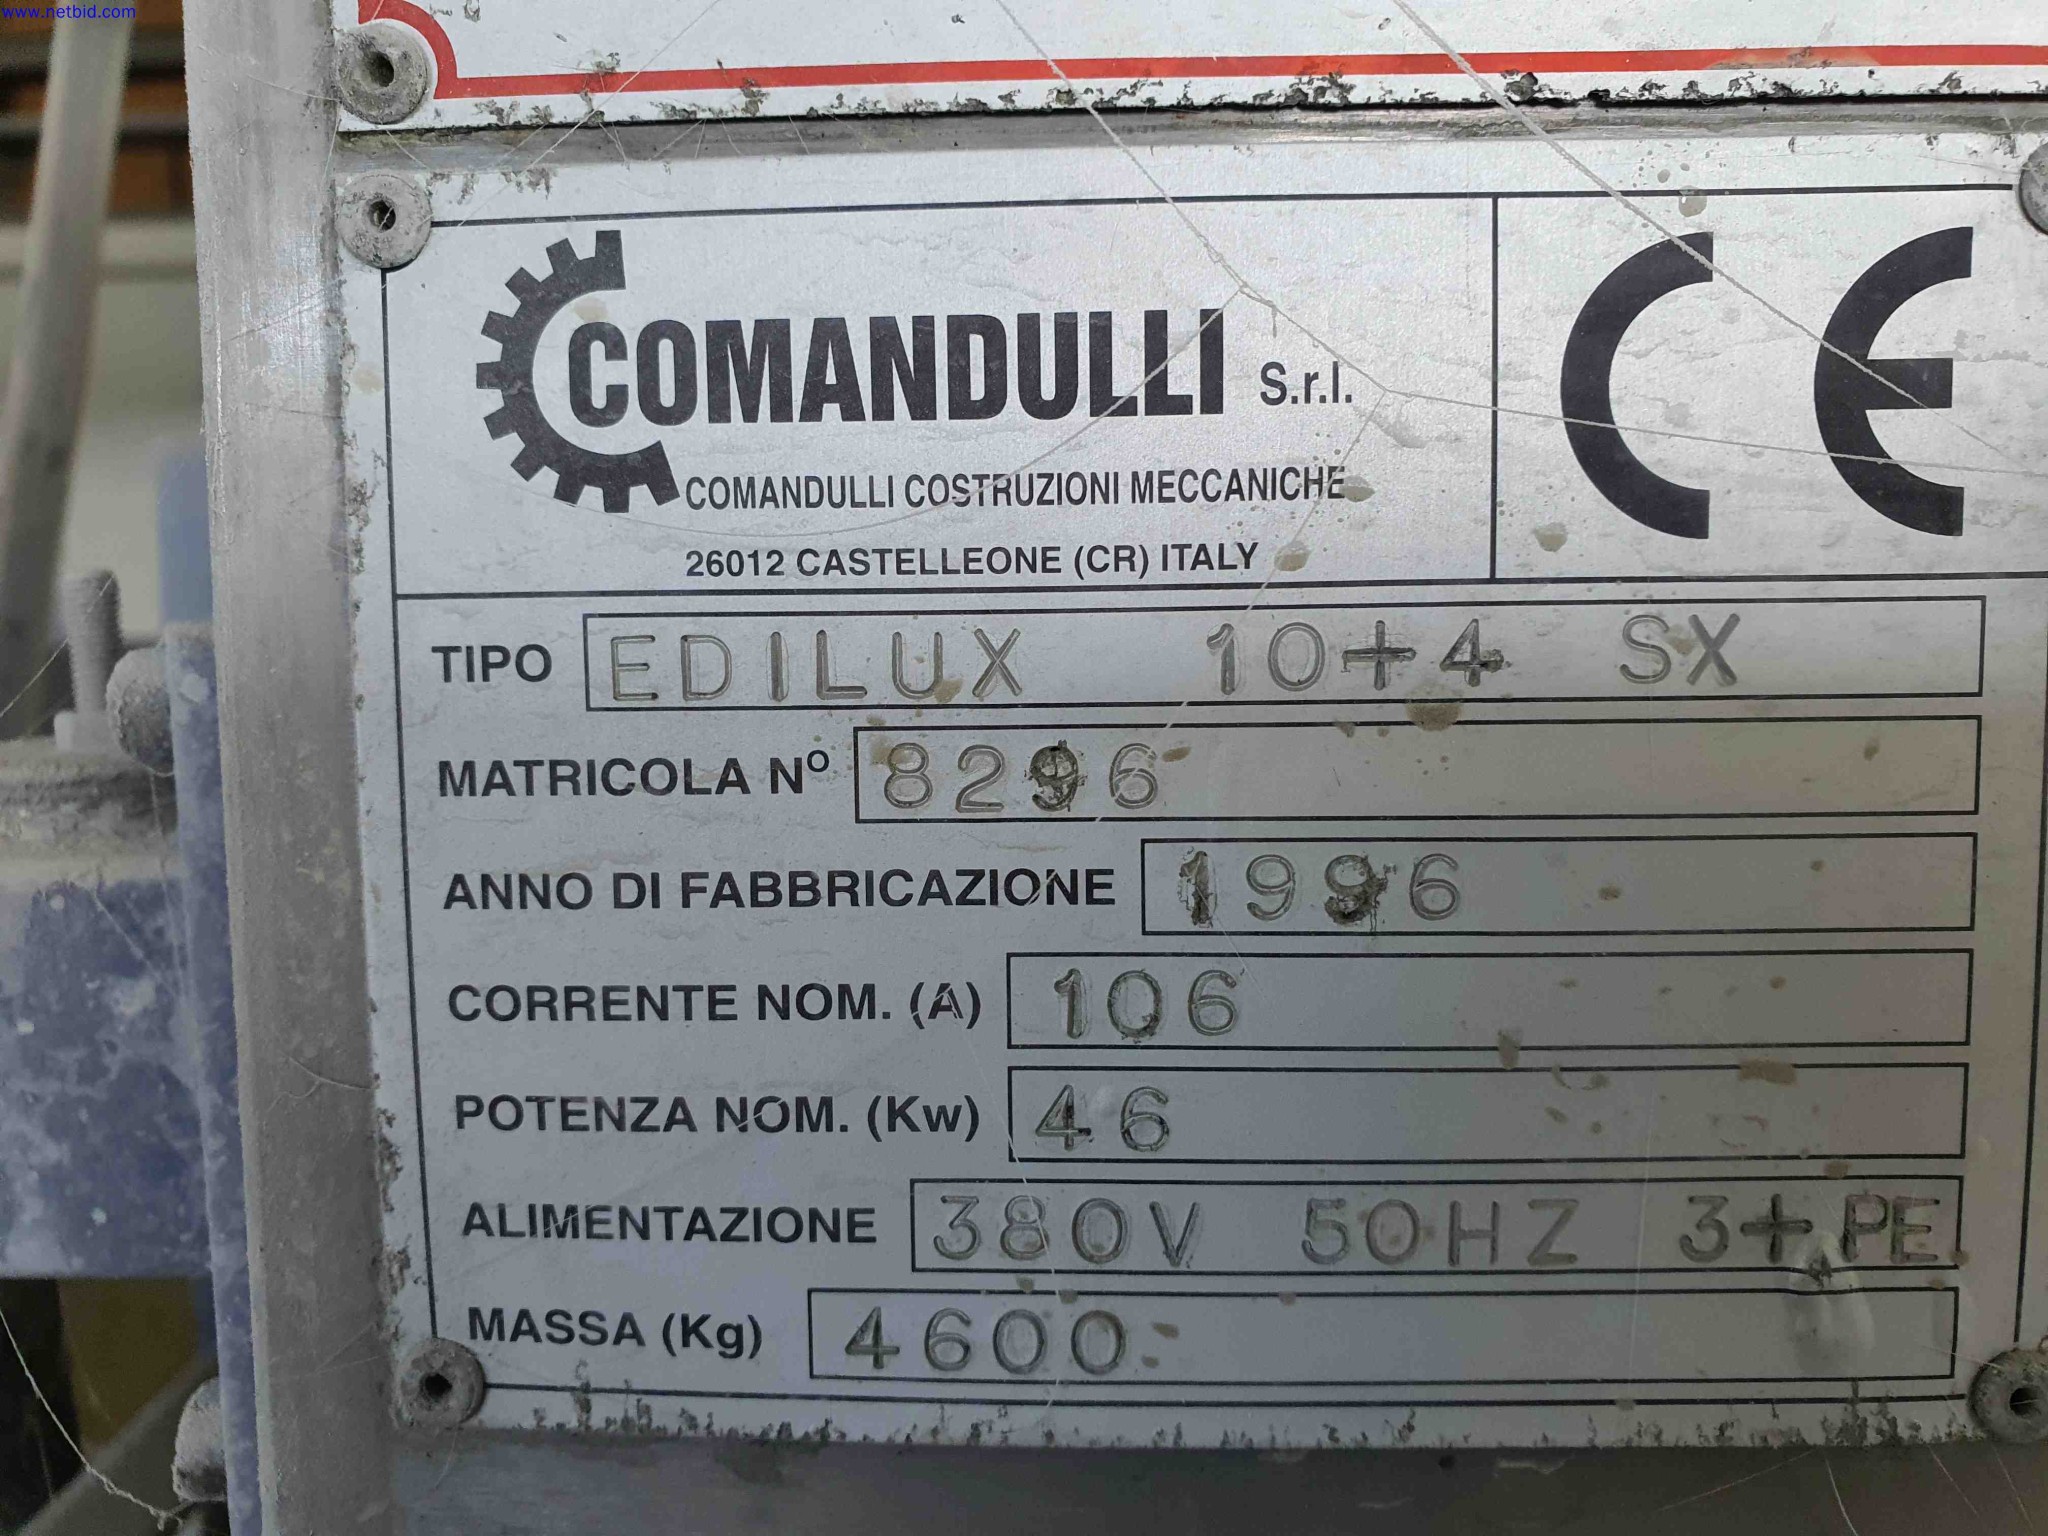 www.netbid.com
COMANDULLI S.r.l.
COMANDULLI COSTRUZIONI MECCANICHE
26012 CASTELLEONE (CR) ITALY
CE
TIPO EDILUX 10+4 SX
MATRICOLA Nº 8296
ANNO DI FABBRICAZIONE 1996
CORRENTE NOM. (A) 106
POTENZA NOM. (Kw) 46
ALIMENTAZIONE 380V 50HZ 3+PE
MASSA (Kg) 4600